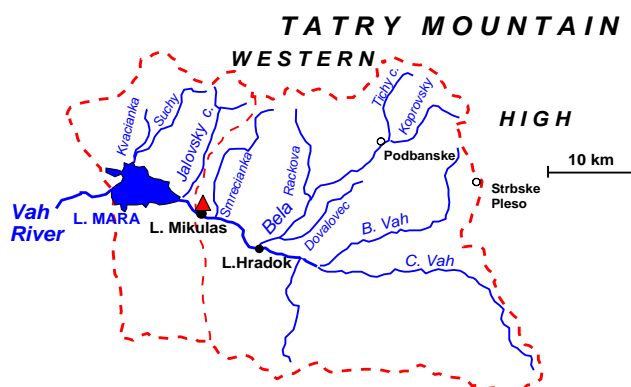 TATRY MOUNTAIN
WESTERN
HIGH
Kvacianka
Suchy
Jalovsky c.
Smrecianka
Rackova
Bela
Dovalovec
Tichy c.
Koprovsky
Podbanske
10 km
Strbske
Pleso
Vah
River
L. MARA
L. Mikulas
L.Hradok
B. Vah
C. Vah